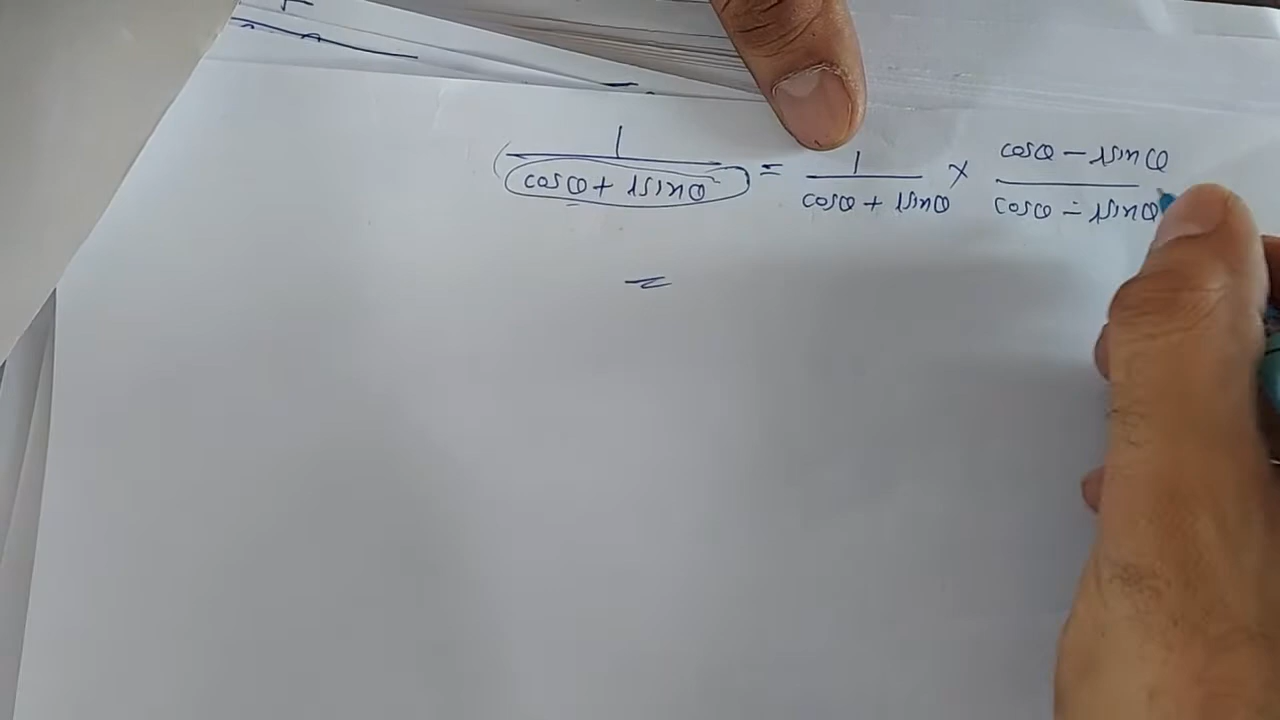 1/(cosθ + isinθ) = 1/(cosθ + isinθ) × (cosθ − isinθ)/(cosθ − isinθ)
=